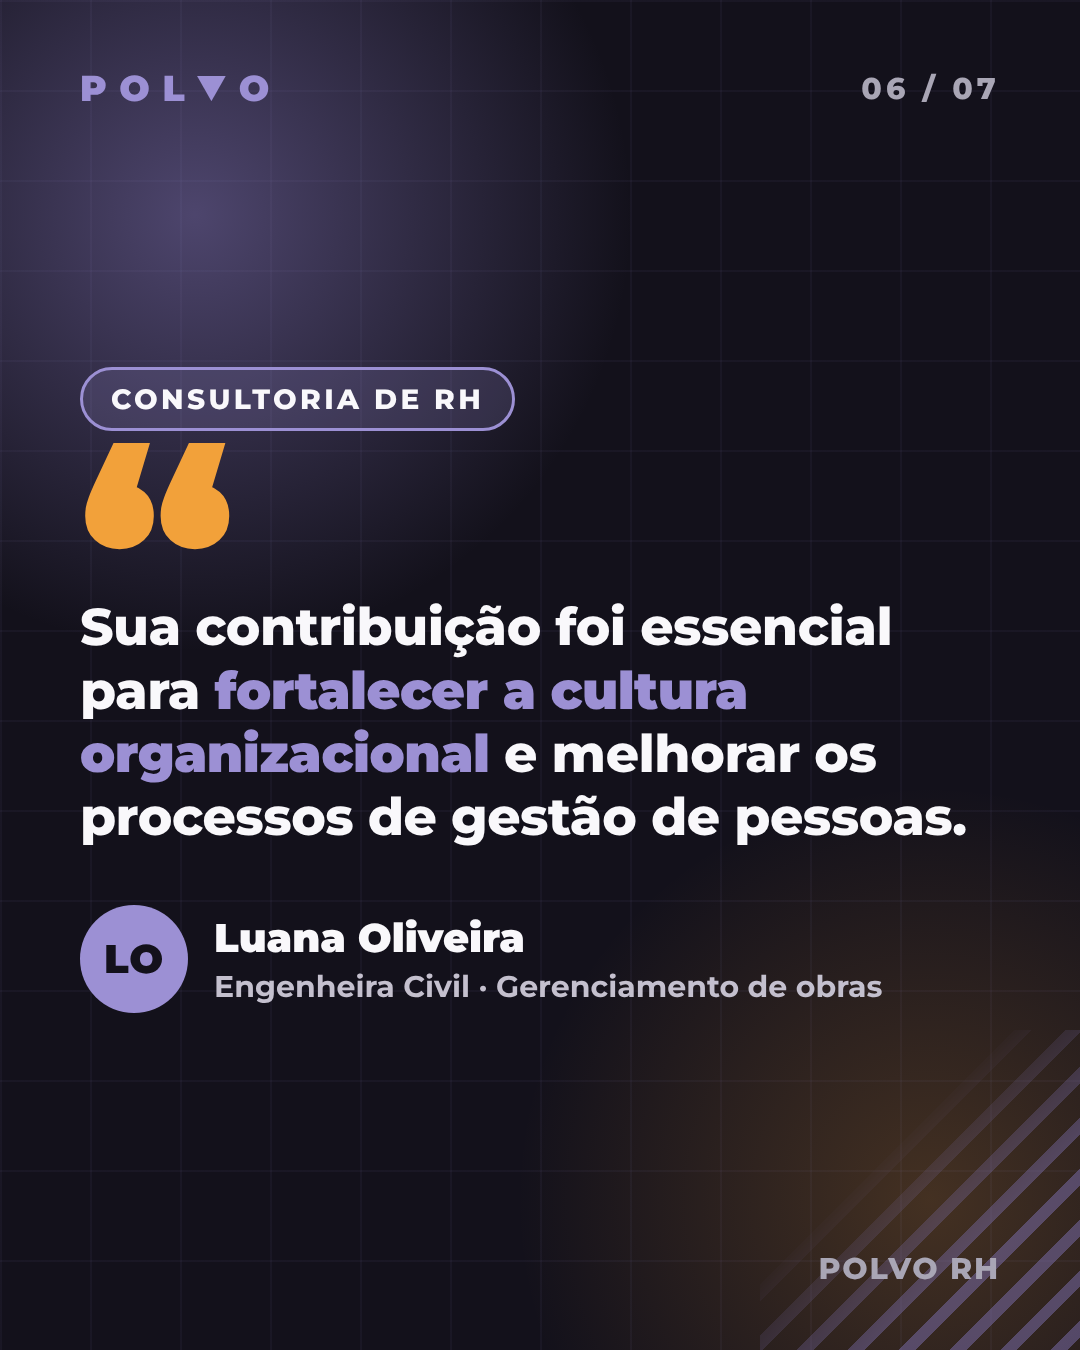 POLVO
06 / 07
CONSULTORIA DE RH
“
Sua contribuição foi essencial
para fortalecer a cultura
organizacional e melhorar os
processos de gestão de pessoas.
LO
Luana Oliveira
Engenheira Civil · Gerenciamento de obras
POLVO RH